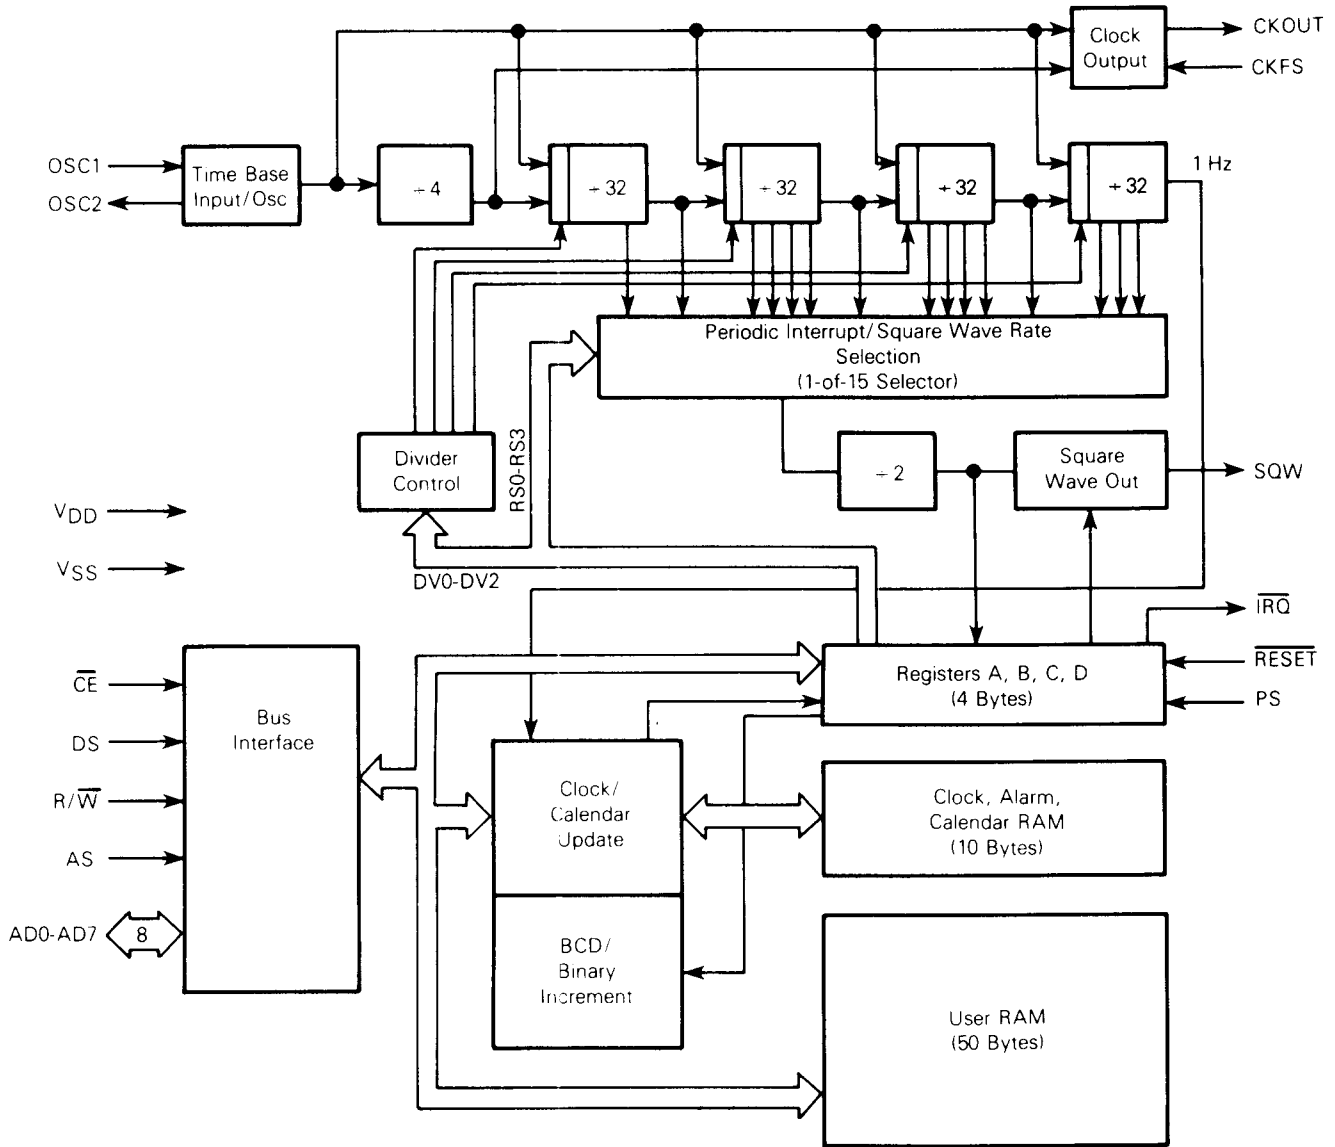 CKOUT
Clock
Output
CKFS
OSC1
OSC2
Time Base
Input/Osc
÷4
÷32
÷32
÷32
÷32
1 Hz
Periodic Interrupt/Square Wave Rate
Selection
(1-of-15 Selector)
RS0-RS3
Divider
Control
÷2
Square
Wave Out
SQW
VDD
VSS
DV0-DV2
IRQ
RESET
PS
Registers A, B, C, D
(4 Bytes)
CE
DS
R/W
AS
AD0-AD7
8
Bus
Interface
Clock/
Calendar
Update
Clock, Alarm,
Calendar RAM
(10 Bytes)
BCD/
Binary
Increment
User RAM
(50 Bytes)